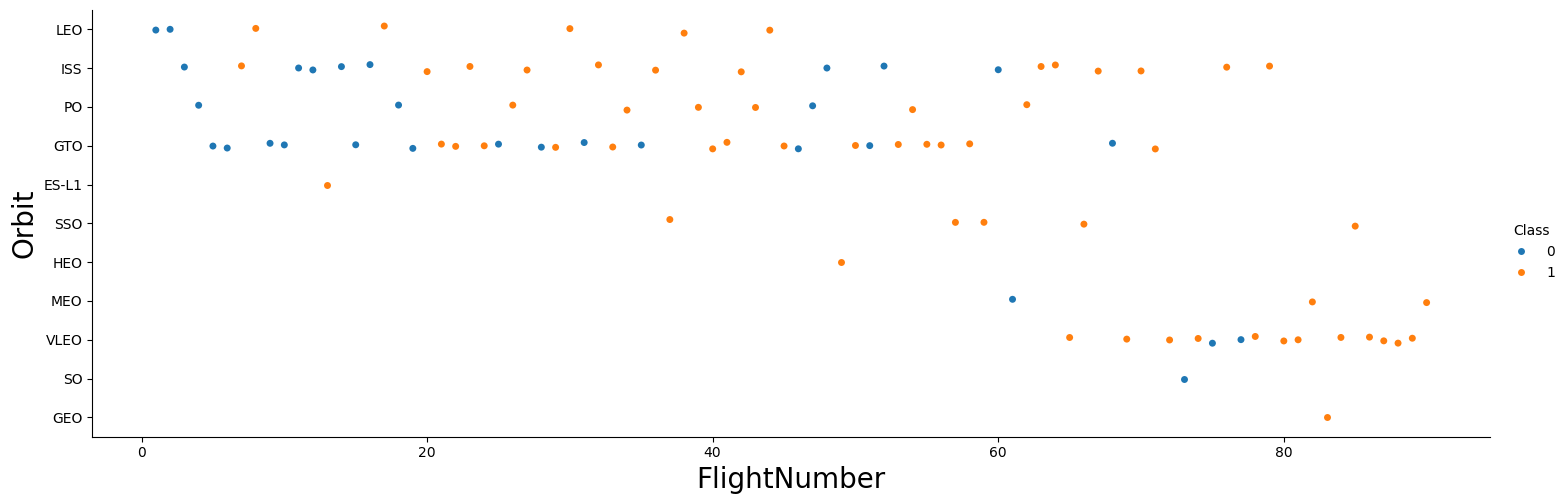 LEO
ISS
PO
GTO
ES-L1
SSO
HEO
MEO
VLEO
SO
GEO
Orbit
0 20 40 60 80
FlightNumber
Class
0
1